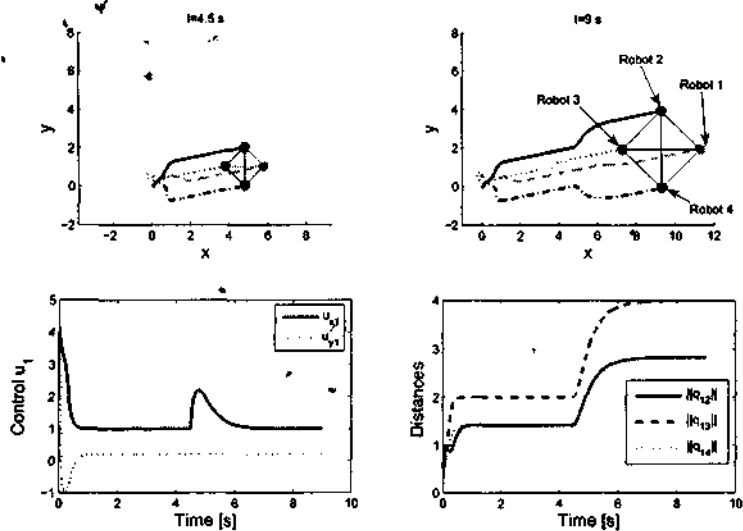 t=4.5 s
8
6
4
2
0
−2
y
−2 0 2 4 6 8
x
t=9 s
8
6
4
2
0
−2
y
0 2 4 6 8 10 12
x
Robot 2
Robot 1
Robot 3
Robot 4
5
4
3
2
1
0
−1
Control u1
0 2 4 6 8 10
Time [s]
ux1
uy1
4
3
2
1
0
Distances
0 2 4 6 8 10
Time [s]
||q12||
||q13||
||q14||